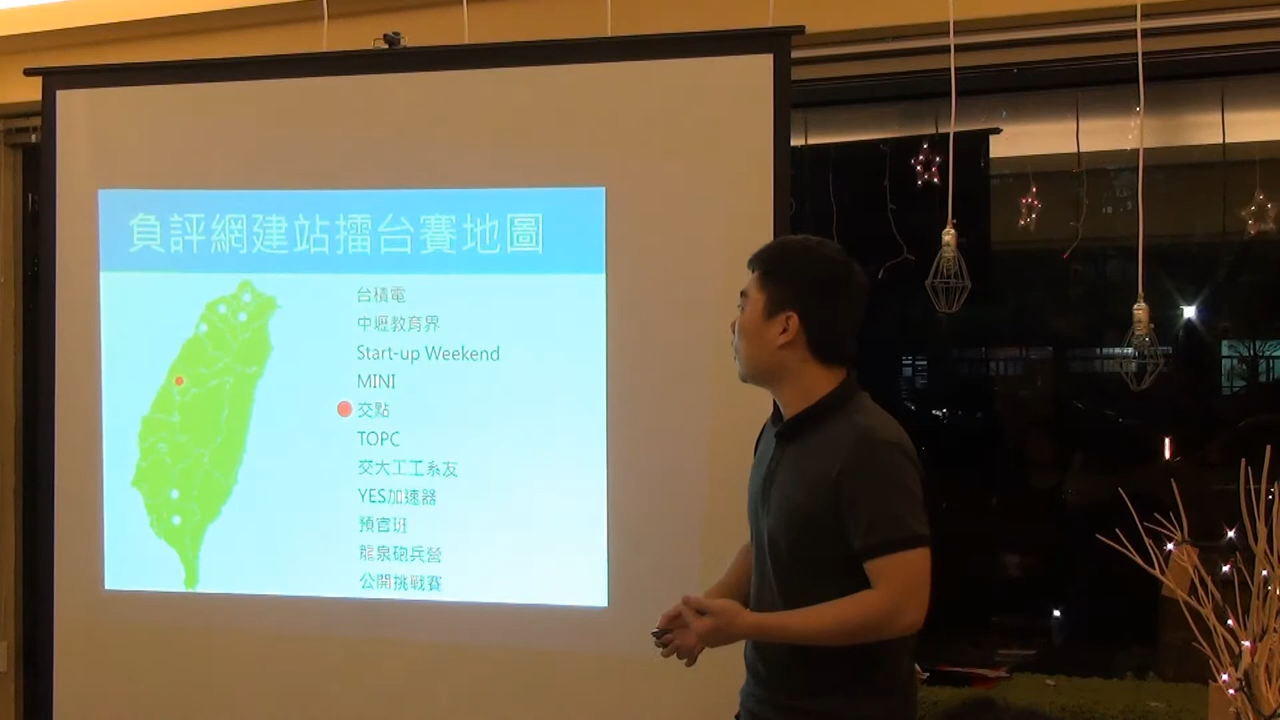 負評網建站擂台賽地圖
台積電
中壢教育界
Start-up Weekend
MINI
交點
TOPC
交大工工系友
YES加速器
預官班
龍泉砲兵營
公開挑戰賽